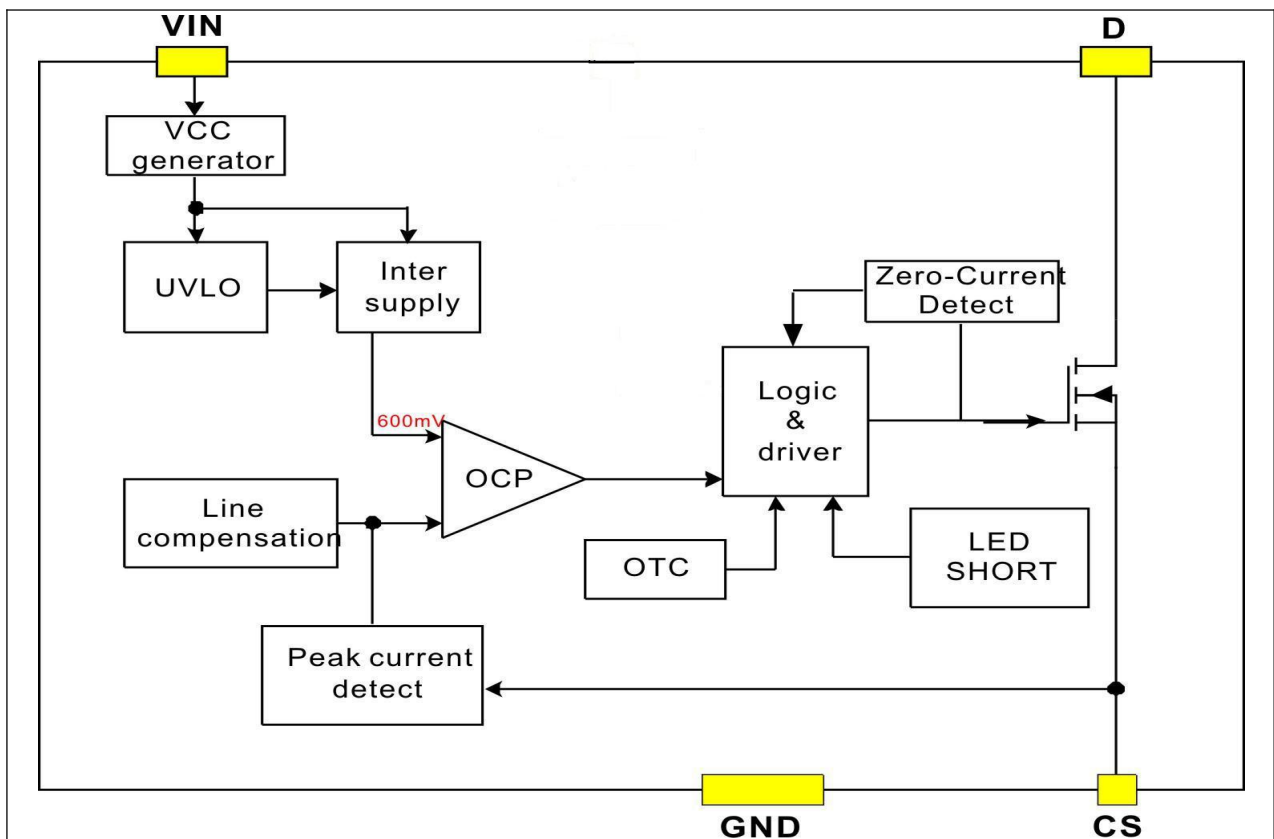 VIN
D
VCC
generator
UVLO
Inter
supply
Zero-Current
Detect
Logic
&
driver
600mV
OCP
Line
compensation
OTC
LED
SHORT
Peak current
detect
GND
CS